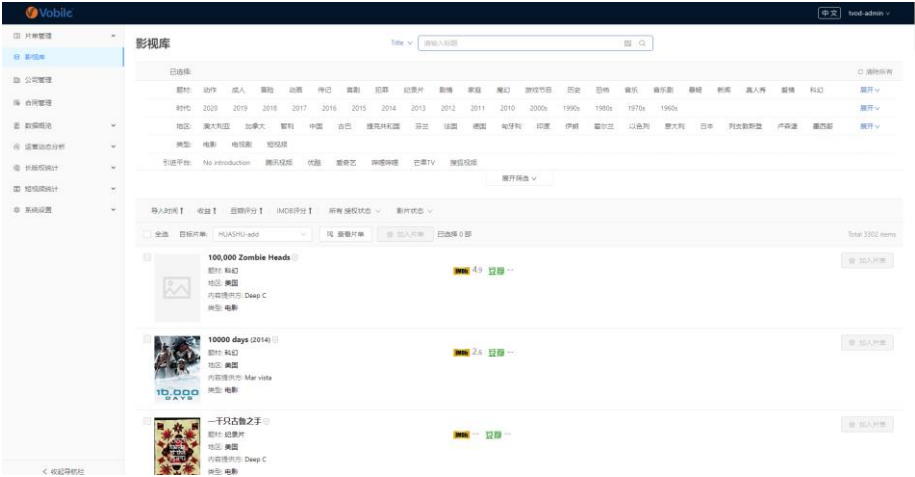 Vobile
中文 tvod-admin
片单管理
影视库
公司管理
合同管理
数据概览
运营动态分析
长版权统计
短视频统计
系统设置
收起导航栏
影视库 Title 请输入标题
已选择: 清除所有
题材: 动作 成人 冒险 动画 传记 喜剧 犯罪 纪录片 剧情 家庭 魔幻 游戏节目 历史 恐怖 音乐 音乐剧 悬疑 新闻 真人秀 爱情 科幻 展开
时代: 2020 2019 2018 2017 2016 2015 2014 2013 2012 2011 2010 2000s 1990s 1980s 1970s 1960s 展开
地区: 澳大利亚 加拿大 智利 中国 古巴 捷克共和国 芬兰 法国 德国 匈牙利 印度 伊朗 爱尔兰 以色列 意大利 日本 列支敦斯登 卢森堡 墨西哥 展开
类型: 电影 电视剧 短视频
引进平台: No introduction 腾讯视频 优酷 爱奇艺 哔哩哔哩 芒果TV 搜狐视频
展开筛选
导入时间 收益 豆瓣评分 IMDB评分 所有 授权状态 影片状态
全选 目标片单: HUASHU-add 查看片单 加入片单 已选择 0 部 Total 3302 items
100,000 Zombie Heads
题材: 科幻
地区: 美国
内容提供方: Deep C
类型: 电影
IMDb 4.9 豆瓣 --
加入片单
10000 days (2014)
题材: 科幻
地区: 美国
内容提供方: Mar vista
类型: 电影
10,000
DAYS
IMDb 2.6 豆瓣 --
加入片单
一千只古鲁之手
题材: 纪录片
地区: 美国
内容提供方: Deep C
类型: 电影
IMDb -- 豆瓣 --
加入片单